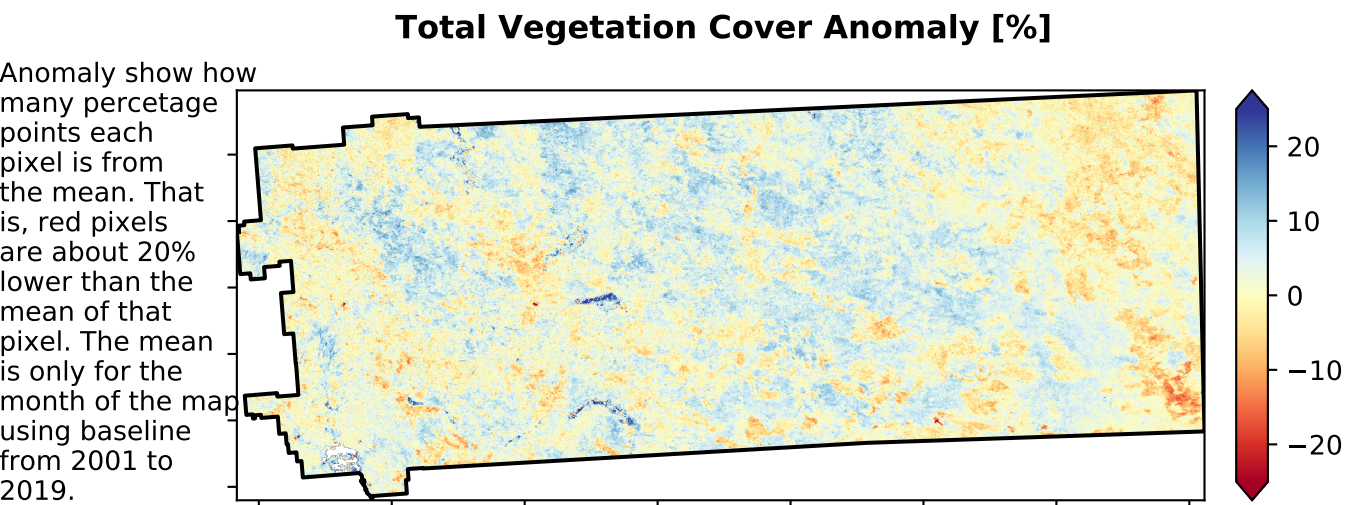 Total Vegetation Cover Anomaly [%]
Anomaly show how
many percetage
points each
pixel is from
the mean. That
is, red pixels
are about 20%
lower than the
mean of that
pixel. The mean
is only for the
month of the map
using baseline
from 2001 to
2019.
20
10
0
−10
−20